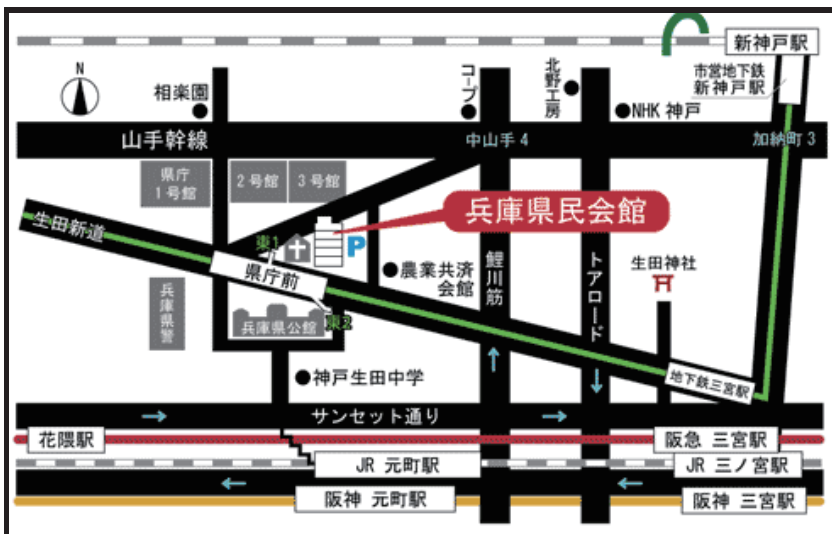 新神戸駅
N
相楽園
コープ
北野工房
NHK 神戸
市営地下鉄
新神戸駅
山手幹線
中山手4
加納町3
県庁
1号館
2号館
3号館
兵庫県民会館
生田新道
東1
P
県庁前
農業共済
会館
鯉川筋
トアロード
生田神社
兵庫県警
兵庫県公館
東2
神戸生田中学
地下鉄三宮駅
サンセット通り
花隈駅
阪急 三宮駅
JR 元町駅
JR 三ノ宮駅
阪神 元町駅
阪神 三宮駅